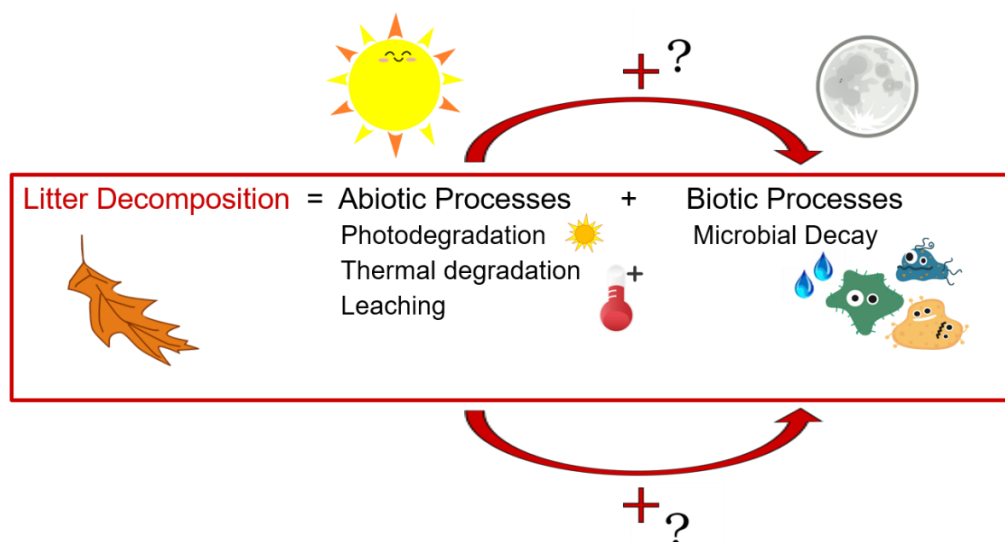 + ?
Litter Decomposition = Abiotic Processes + Biotic Processes
Photodegradation Microbial Decay
Thermal degradation +
Leaching
+ ?